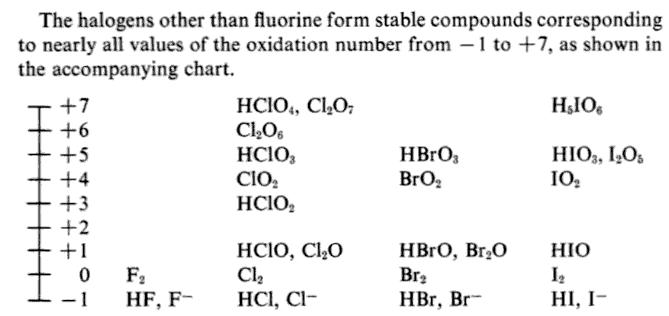 The halogens other than fluorine form stable compounds corresponding
to nearly all values of the oxidation number from −1 to +7, as shown in
the accompanying chart.
+7 HClO₄, Cl₂O₇ H₅IO₆
+6 Cl₂O₆
+5 HClO₃ HBrO₃ HIO₃, I₂O₅
+4 ClO₂ BrO₂ IO₂
+3 HClO₂
+2
+1 HClO, Cl₂O HBrO, Br₂O HIO
0 F₂ Cl₂ Br₂ I₂
−1 HF, F⁻ HCl, Cl⁻ HBr, Br⁻ HI, I⁻